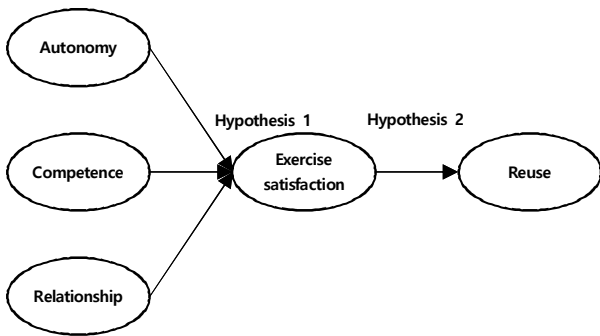 Autonomy
Hypothesis 1
Hypothesis 2
Competence
Exercise
satisfaction
Reuse
Relationship